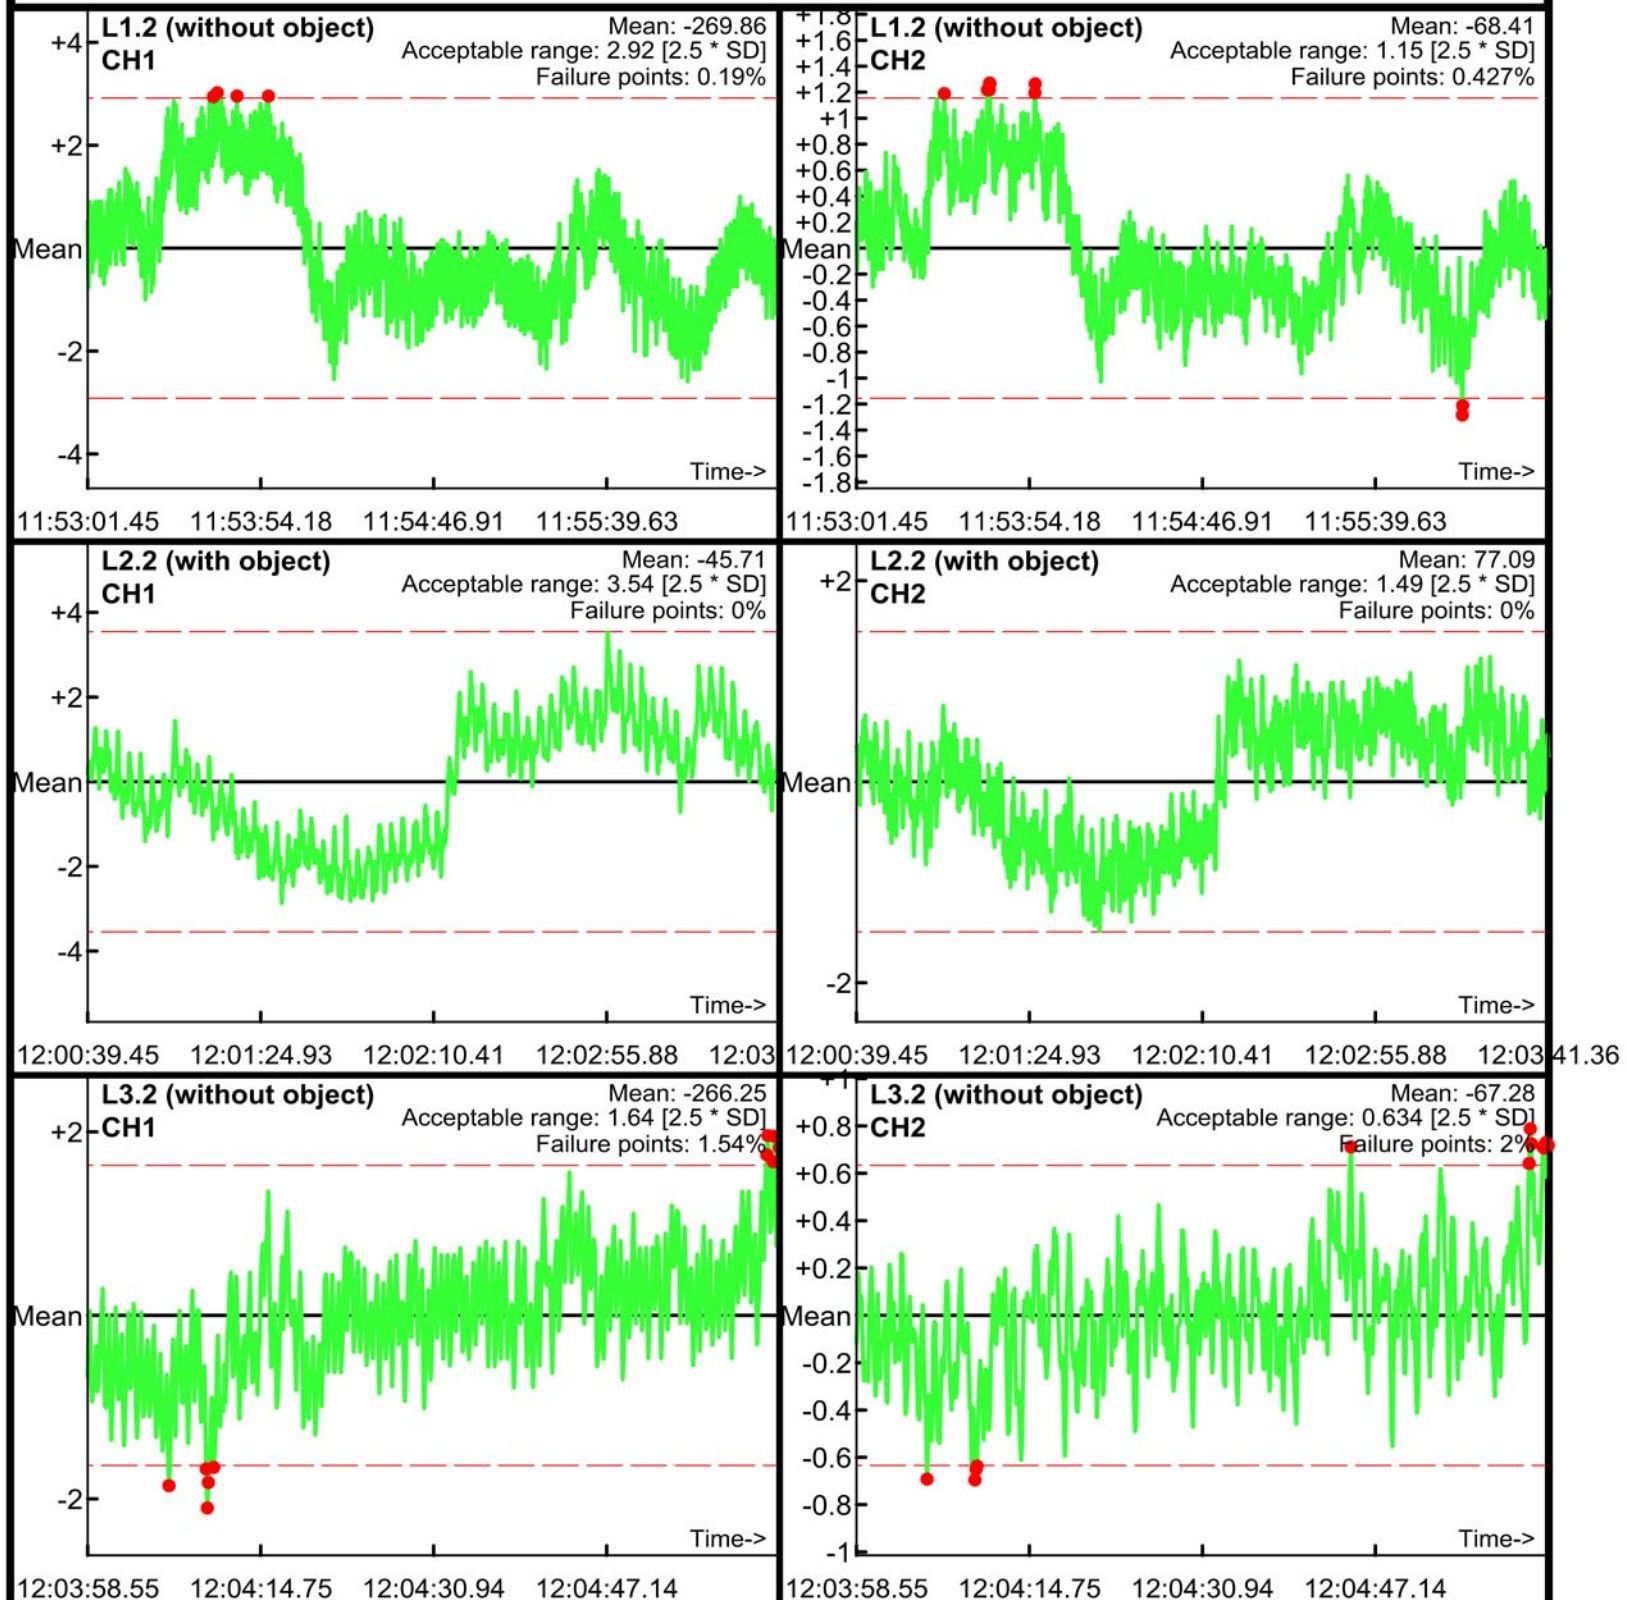 L1.2 (without object)
CH1
Mean: -269.86
Acceptable range: 2.92 [2.5 * SD]
Failure points: 0.19%
+4
+2
Mean
-2
-4
Time->
11:53:01.45 11:53:54.18 11:54:46.91 11:55:39.63
L1.2 (without object)
CH2
Mean: -68.41
Acceptable range: 1.15 [2.5 * SD]
Failure points: 0.427%
+1.8
+1.6
+1.4
+1.2
+1
+0.8
+0.6
+0.4
+0.2
Mean
-0.2
-0.4
-0.6
-0.8
-1
-1.2
-1.4
-1.6
-1.8
Time->
11:53:01.45 11:53:54.18 11:54:46.91 11:55:39.63
L2.2 (with object)
CH1
Mean: -45.71
Acceptable range: 3.54 [2.5 * SD]
Failure points: 0%
+4
+2
Mean
-2
-4
Time->
12:00:39.45 12:01:24.93 12:02:10.41 12:02:55.88 12:03
L2.2 (with object)
CH2
Mean: 77.09
Acceptable range: 1.49 [2.5 * SD]
Failure points: 0%
+2
Mean
-2
Time->
12:00:39.45 12:01:24.93 12:02:10.41 12:02:55.88 12:03:41.36
L3.2 (without object)
CH1
Mean: -266.25
Acceptable range: 1.64 [2.5 * SD]
Failure points: 1.54%
+2
Mean
-2
Time->
12:03:58.55 12:04:14.75 12:04:30.94 12:04:47.14
L3.2 (without object)
CH2
Mean: -67.28
Acceptable range: 0.634 [2.5 * SD]
Failure points: 2%
+1
+0.8
+0.6
+0.4
+0.2
Mean
-0.2
-0.4
-0.6
-0.8
-1
Time->
12:03:58.55 12:04:14.75 12:04:30.94 12:04:47.14